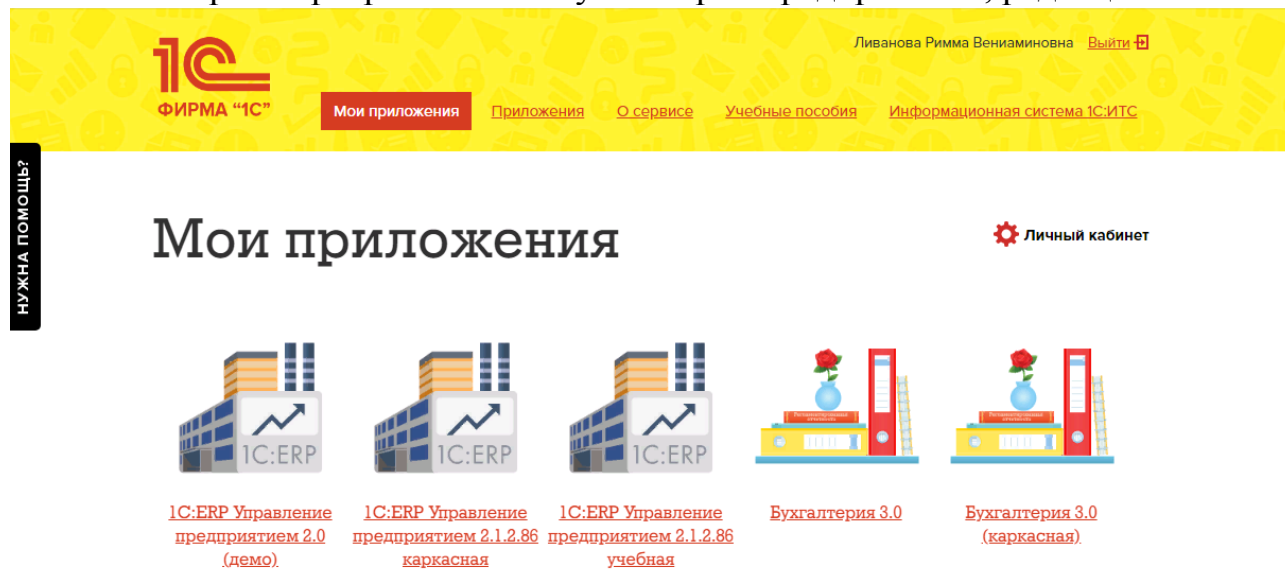 Ливанова Римма Вениаминовна Выйти
1С
ФИРМА "1С"
Мои приложения Приложения О сервисе Учебные пособия Информационная система 1С:ИТС
НУЖНА ПОМОЩЬ?
Мои приложения
Личный кабинет
1C:ERP
1C:ERP
1C:ERP
1С:ERP Управление
предприятием 2.0
(демо)
1С:ERP Управление
предприятием 2.1.2.86
каркасная
1С:ERP Управление
предприятием 2.1.2.86
учебная
Бухгалтерия 3.0
Бухгалтерия 3.0
(каркасная)